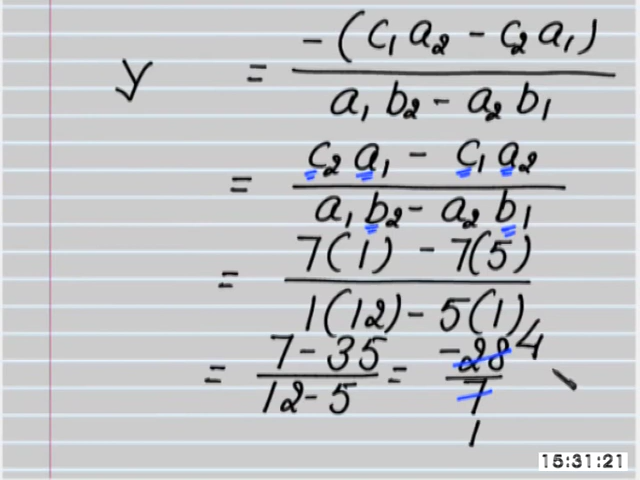 y = -(c₁a₂ - c₂a₁) / a₁b₂ - a₂b₁
= c₂a₁ - c₁a₂ / a₁b₂ - a₂b₁
= 7(1) - 7(5) / 1(12) - 5(1)
= 7-35 / 12-5 = -28 4 / 7 1
15:31:21